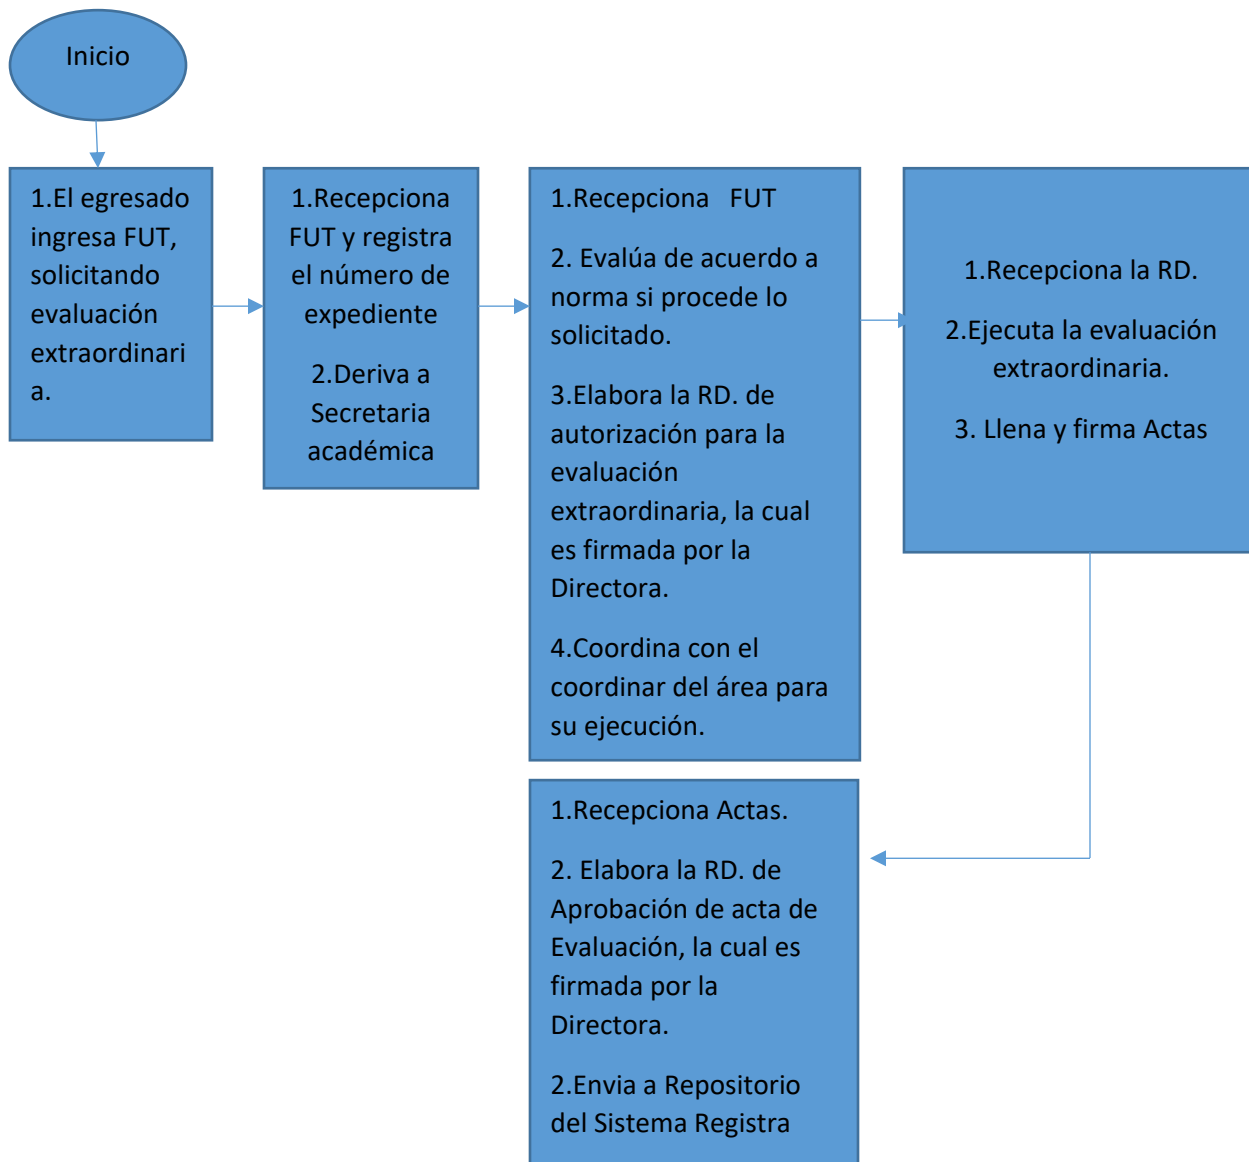 Inicio
1.El egresado
ingresa FUT,
solicitando
evaluación
extraordinari
a.
1.Recepciona
FUT y registra
el número de
expediente
2.Deriva a
Secretaria
académica
1.Recepciona FUT
2. Evalúa de acuerdo a
norma si procede lo
solicitado.
3.Elabora la RD. de
autorización para la
evaluación
extraordinaria, la cual
es firmada por la
Directora.
4.Coordina con el
coordinar del área para
su ejecución.
1.Recepciona la RD.
2.Ejecuta la evaluación
extraordinaria.
3. Llena y firma Actas
1.Recepciona Actas.
2. Elabora la RD. de
Aprobación de acta de
Evaluación, la cual es
firmada por la
Directora.
2.Envia a Repositorio
del Sistema Registra